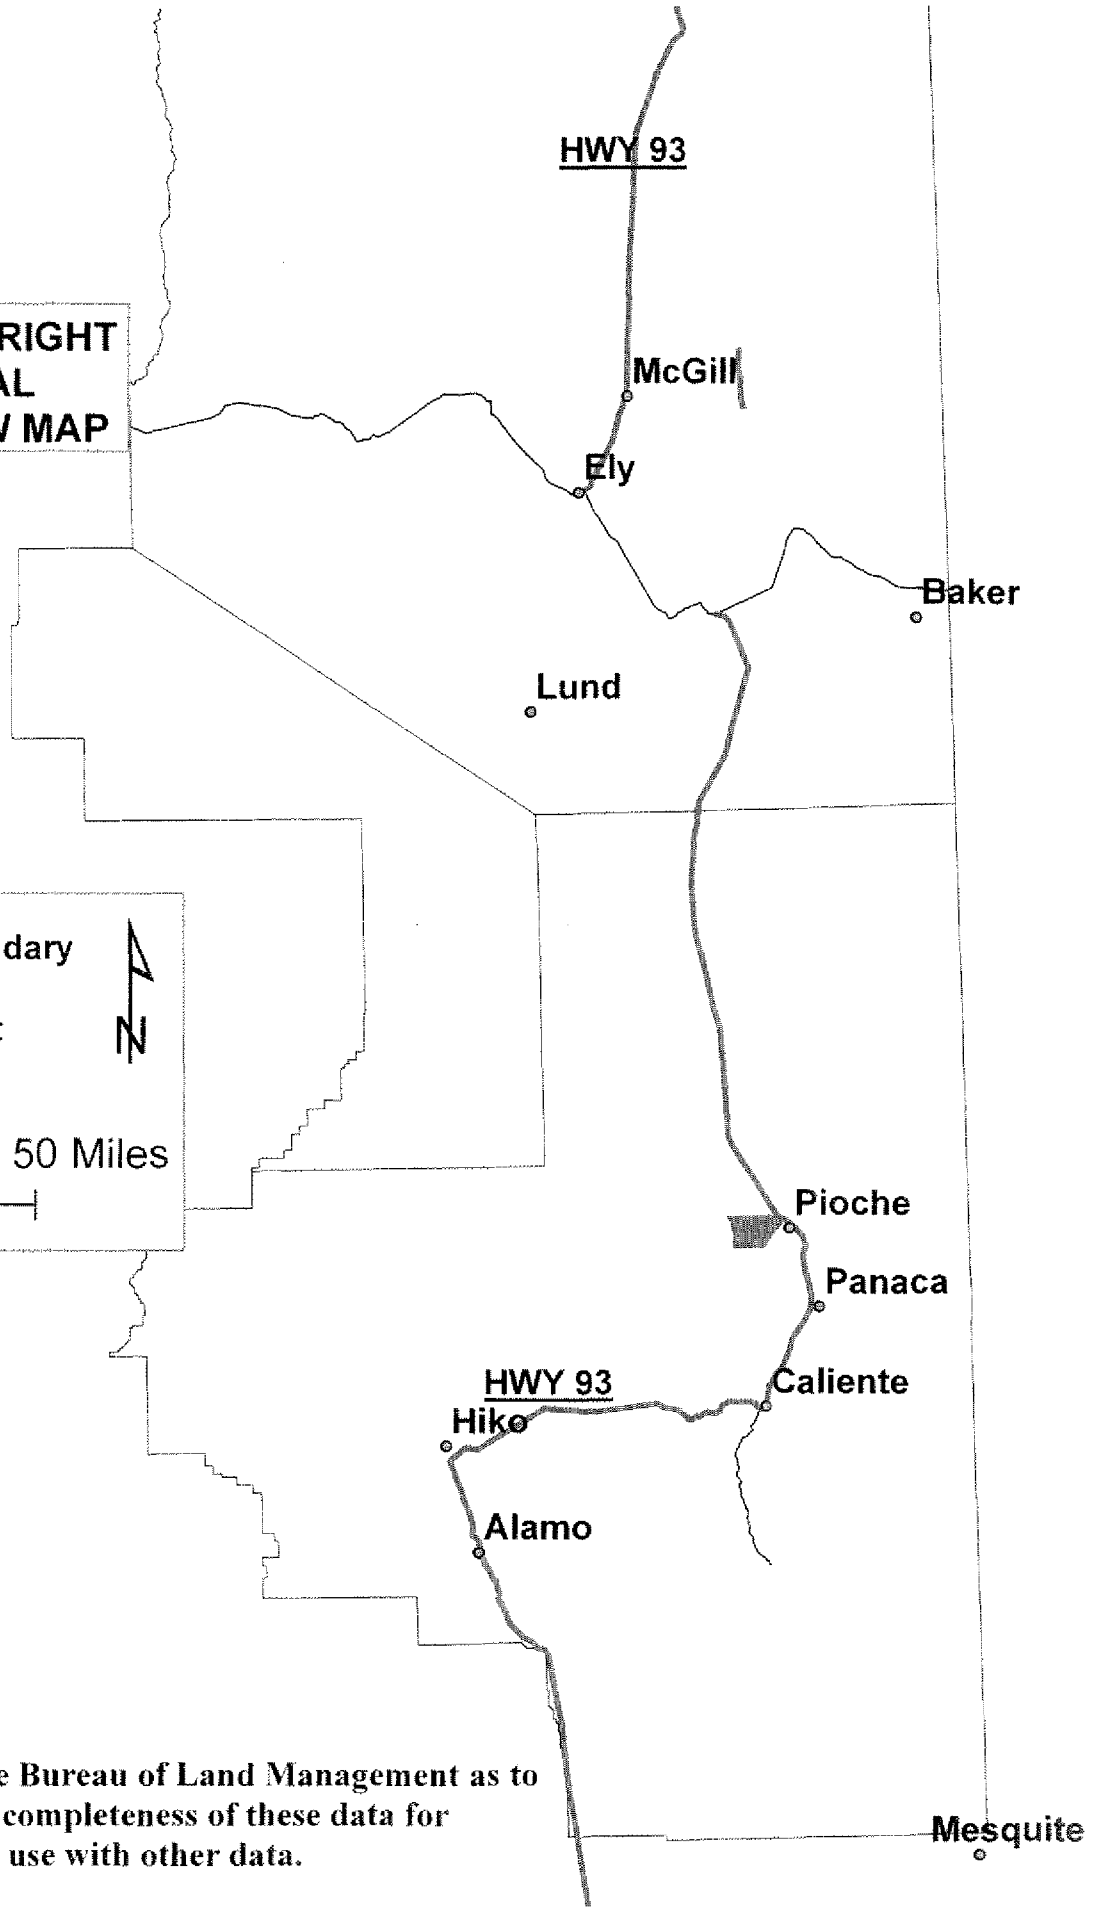 HWY 93
RIGHT
AL
MAP
McGill
Ely
Baker
Lund
dary
N
50 Miles
Pioche
Panaca
HWY 93
Caliente
Hiko
Alamo
e Bureau of Land Management as to
completeness of these data for
use with other data.
Mesquite